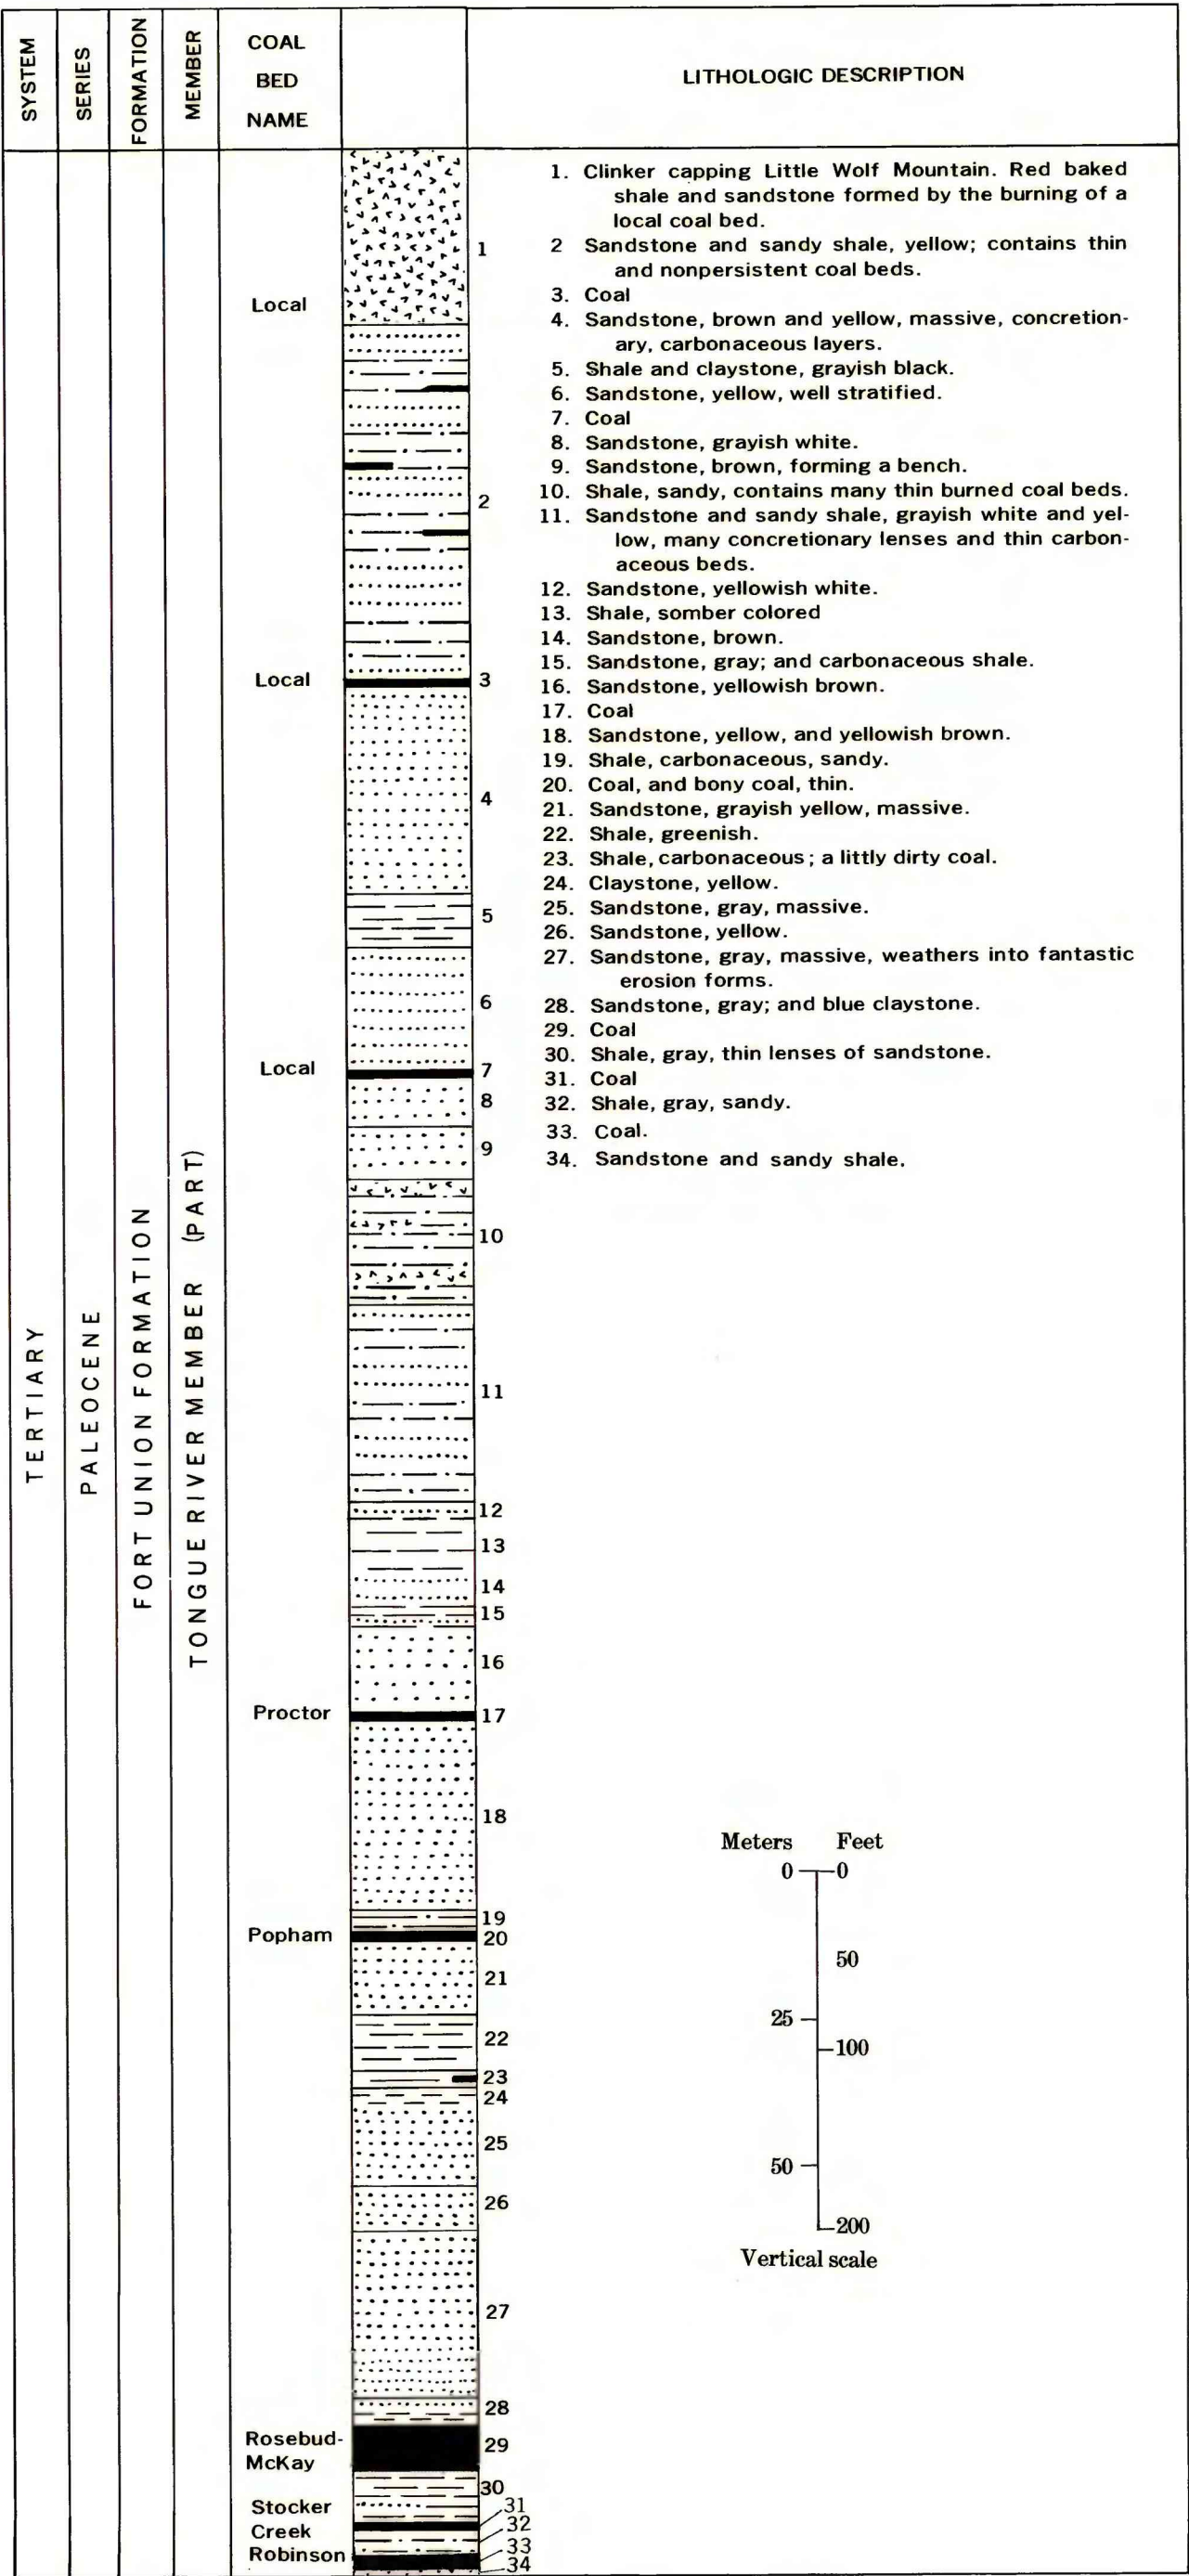 SYSTEM
SERIES
FORMATION
MEMBER
COAL
BED
NAME
LITHOLOGIC DESCRIPTION
TERTIARY
PALEOCENE
FORT UNION FORMATION
TONGUE RIVER MEMBER (PART)
Local
Local
Local
Proctor
Popham
Rosebud-
McKay
Stocker
Creek
Robinson
1
2
3
4
5
6
7
8
9
10
11
12
13
14
15
16
17
18
19
20
21
22
23
24
25
26
27
28
29
30
31
32
33
34
1. Clinker capping Little Wolf Mountain. Red baked
shale and sandstone formed by the burning of a
local coal bed.
2 Sandstone and sandy shale, yellow; contains thin
and nonpersistent coal beds.
3. Coal
4. Sandstone, brown and yellow, massive, concretion-
ary, carbonaceous layers.
5. Shale and claystone, grayish black.
6. Sandstone, yellow, well stratified.
7. Coal
8. Sandstone, grayish white.
9. Sandstone, brown, forming a bench.
10. Shale, sandy, contains many thin burned coal beds.
11. Sandstone and sandy shale, grayish white and yel-
low, many concretionary lenses and thin carbon-
aceous beds.
12. Sandstone, yellowish white.
13. Shale, somber colored
14. Sandstone, brown.
15. Sandstone, gray; and carbonaceous shale.
16. Sandstone, yellowish brown.
17. Coal
18. Sandstone, yellow, and yellowish brown.
19. Shale, carbonaceous, sandy.
20. Coal, and bony coal, thin.
21. Sandstone, grayish yellow, massive.
22. Shale, greenish.
23. Shale, carbonaceous; a littly dirty coal.
24. Claystone, yellow.
25. Sandstone, gray, massive.
26. Sandstone, yellow.
27. Sandstone, gray, massive, weathers into fantastic
erosion forms.
28. Sandstone, gray; and blue claystone.
29. Coal
30. Shale, gray, thin lenses of sandstone.
31. Coal
32. Shale, gray, sandy.
33. Coal.
34. Sandstone and sandy shale.
Meters Feet
0 0
50
25
100
50
200
Vertical scale